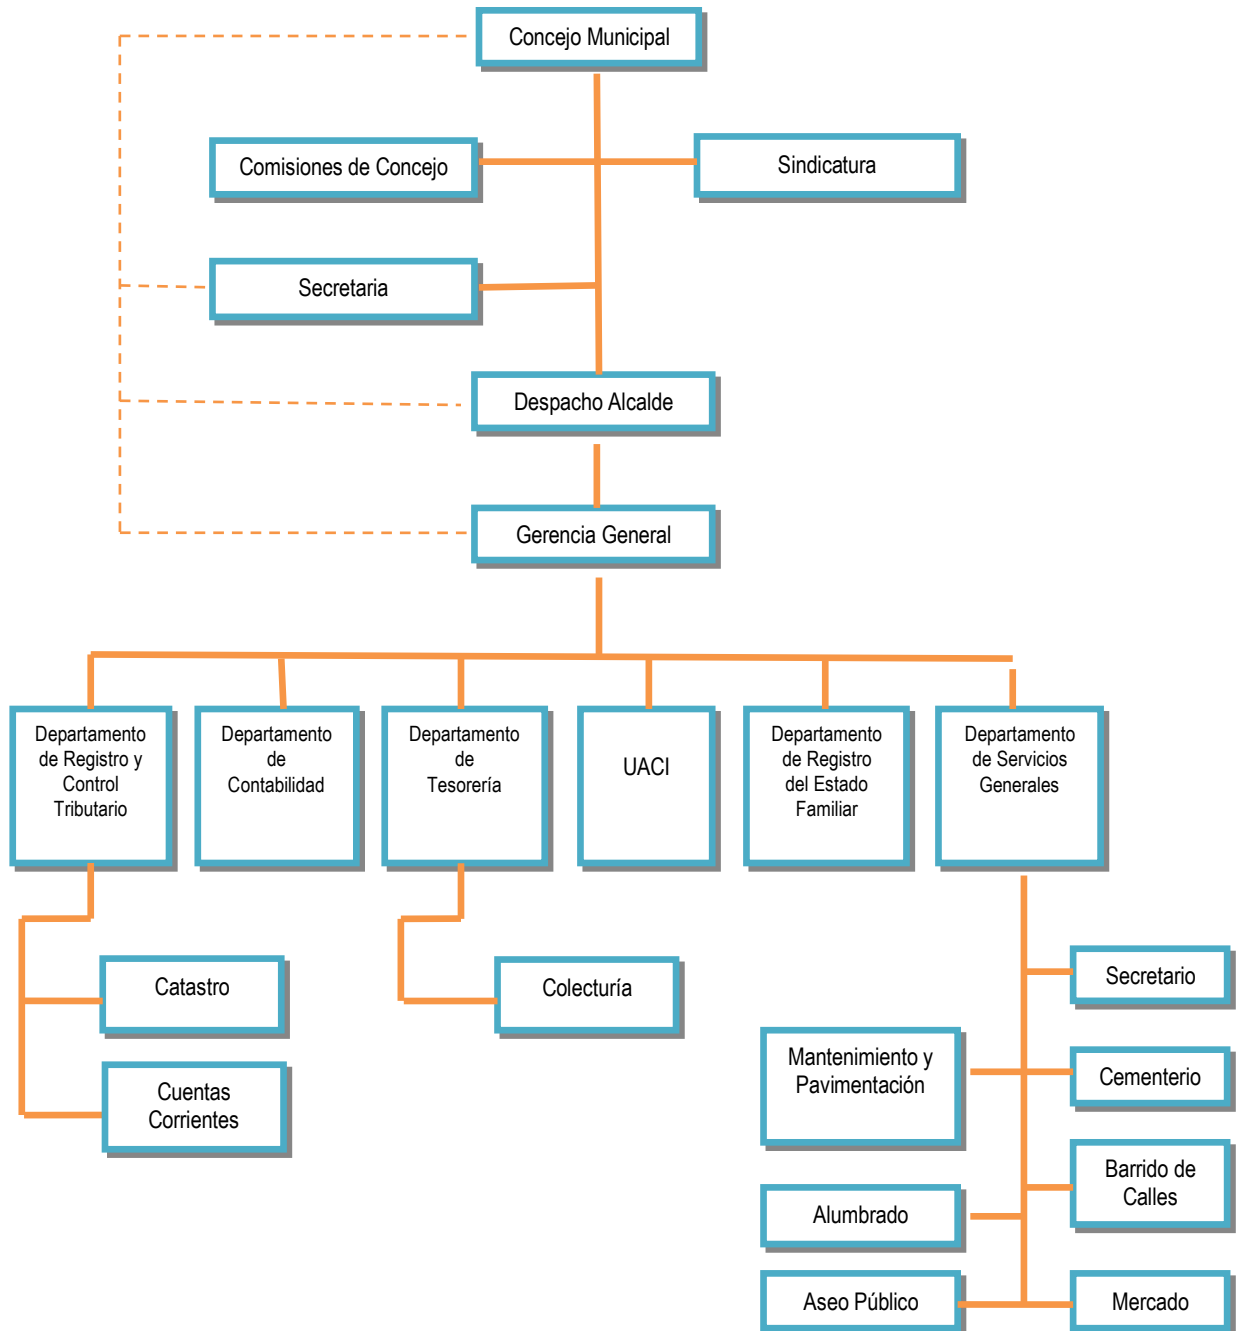 Concejo Municipal
Comisiones de Concejo
Sindicatura
Secretaria
Despacho Alcalde
Gerencia General
Departamento
de Registro y
Control
Tributario
Departamento
de
Contabilidad
Departamento
de
Tesorería
UACI
Departamento
de Registro
del Estado
Familiar
Departamento
de Servicios
Generales
Catastro
Cuentas
Corrientes
Colecturía
Secretario
Mantenimiento y
Pavimentación
Cementerio
Barrido de
Calles
Alumbrado
Aseo Público
Mercado